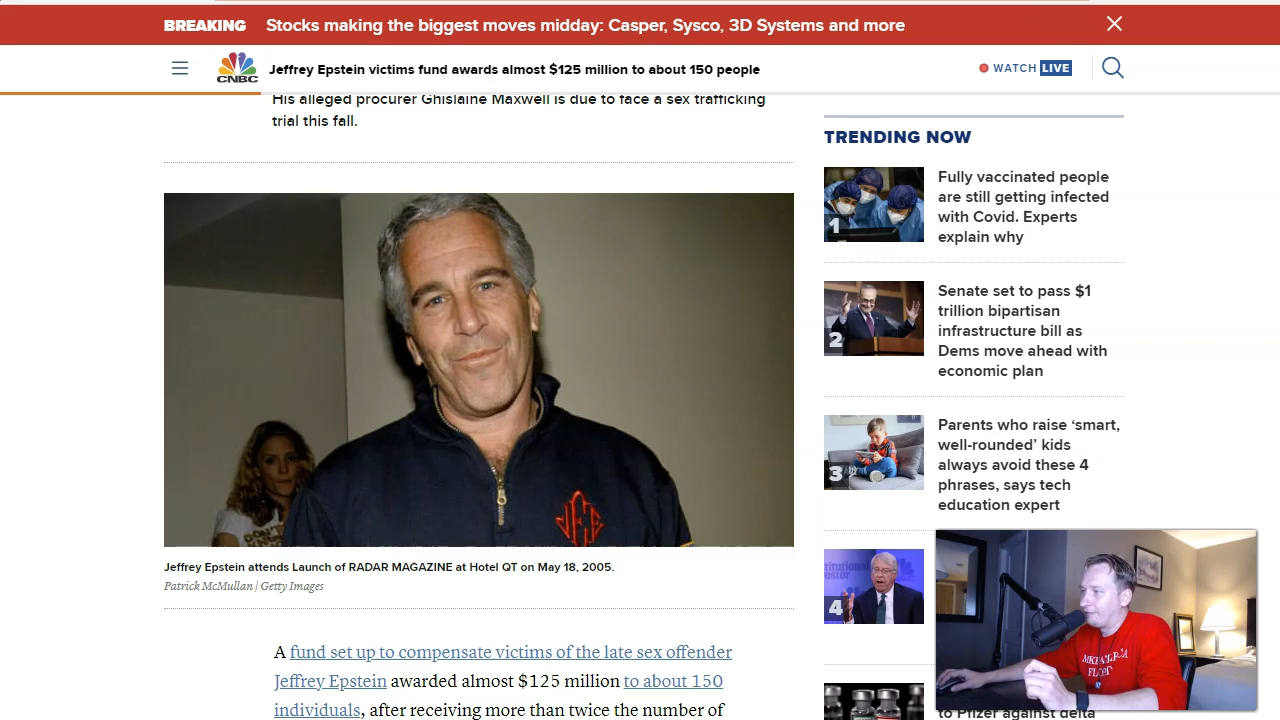 BREAKING Stocks making the biggest moves midday: Casper, Sysco, 3D Systems and more
CNBC
Jeffrey Epstein victims fund awards almost $125 million to about 150 people
WATCH LIVE
His alleged procurer Ghislaine Maxwell is due to face a sex trafficking
trial this fall.
Jeffrey Epstein attends Launch of RADAR MAGAZINE at Hotel QT on May 18, 2005.
Patrick McMullan | Getty Images
A fund set up to compensate victims of the late sex offender
Jeffrey Epstein awarded almost $125 million to about 150
individuals, after receiving more than twice the number of
TRENDING NOW
1
Fully vaccinated people
are still getting infected
with Covid. Experts
explain why
2
Senate set to pass $1
trillion bipartisan
infrastructure bill as
Dems move ahead with
economic plan
3
Parents who raise ‘smart,
well-rounded’ kids
always avoid these 4
phrases, says tech
education expert
4
to Pfizer against delta